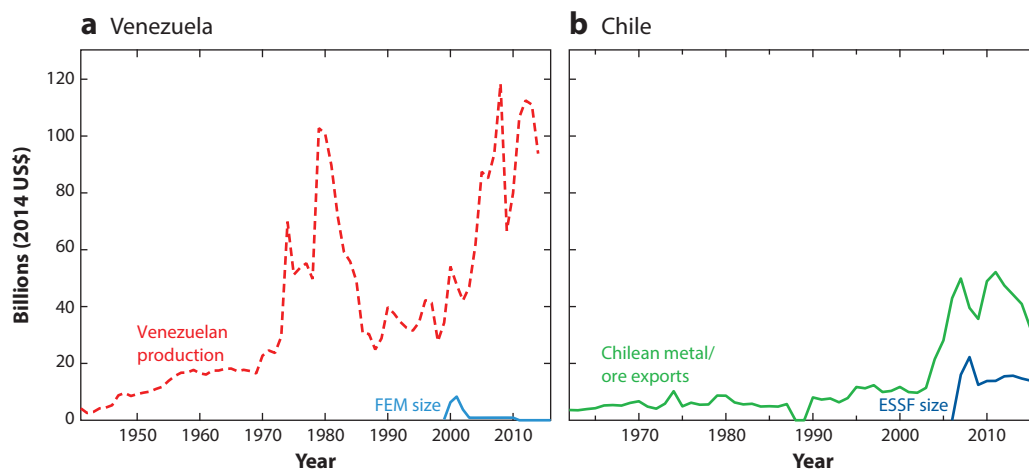 a Venezuela
b Chile
Billions (2014 US$)
120
100
80
60
40
20
0
Venezuelan
production
FEM size
Chilean metal/
ore exports
ESSF size
1950
1960
1970
1980
1990
2000
2010
1970
1980
1990
2000
2010
Year
Year